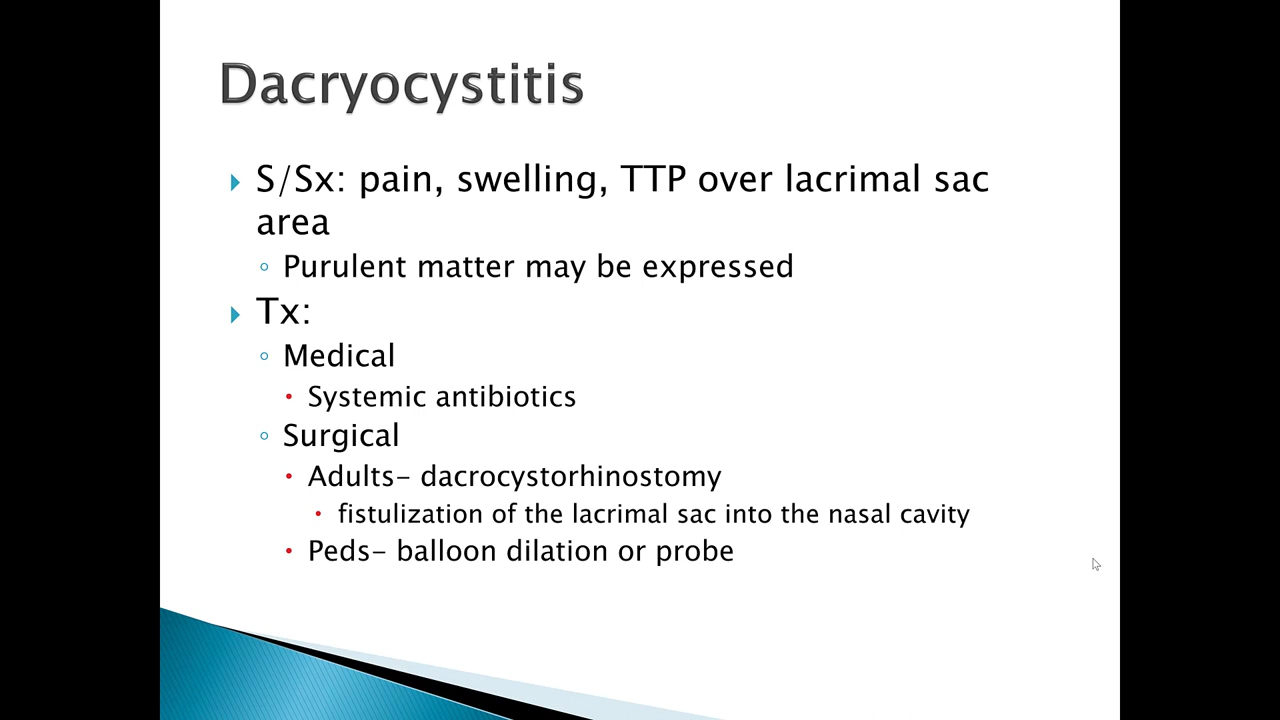 Dacryocystitis
S/Sx: pain, swelling, TTP over lacrimal sac
area
Purulent matter may be expressed
Tx:
Medical
Systemic antibiotics
Surgical
Adults- dacrocystorhinostomy
fistulization of the lacrimal sac into the nasal cavity
Peds- balloon dilation or probe